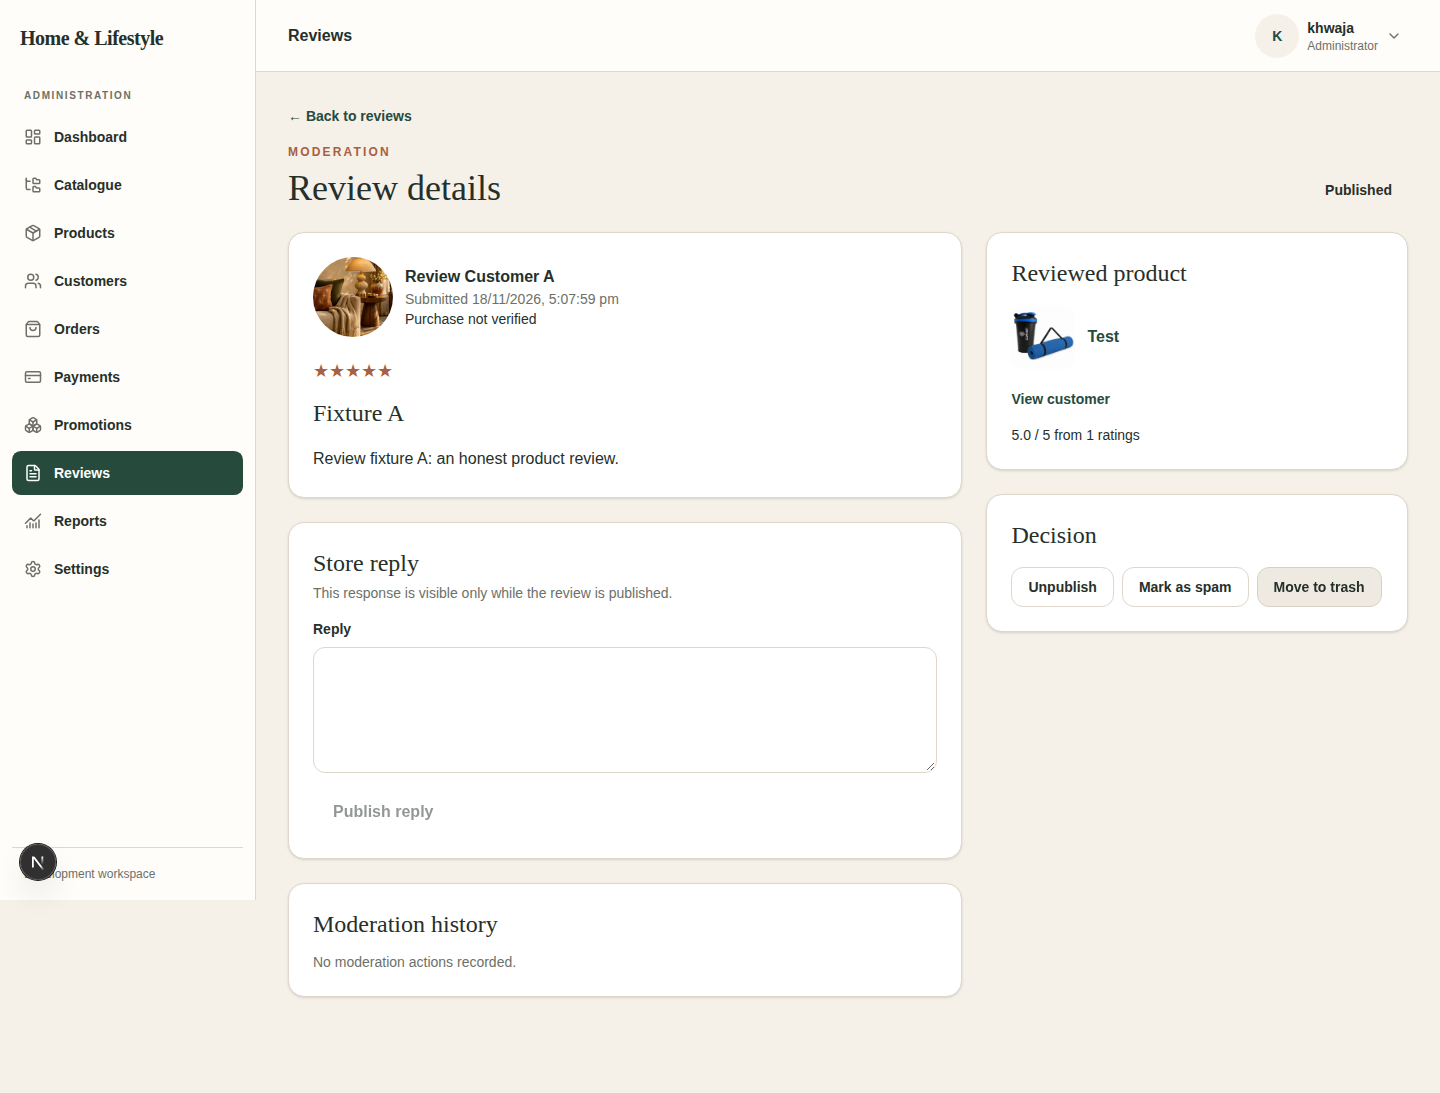 Home & Lifestyle
ADMINISTRATION
Dashboard
Catalogue
Products
Customers
Orders
Payments
Promotions
Reviews
Reports
Settings
opment workspace
Reviews
K
khwaja
Administrator
← Back to reviews
MODERATION
Review details
Published
Review Customer A
Submitted 18/11/2026, 5:07:59 pm
Purchase not verified
★★★★★
Fixture A
Review fixture A: an honest product review.
Store reply
This response is visible only while the review is published.
Reply
Publish reply
Moderation history
No moderation actions recorded.
Reviewed product
Test
View customer
5.0 / 5 from 1 ratings
Decision
Unpublish
Mark as spam
Move to trash